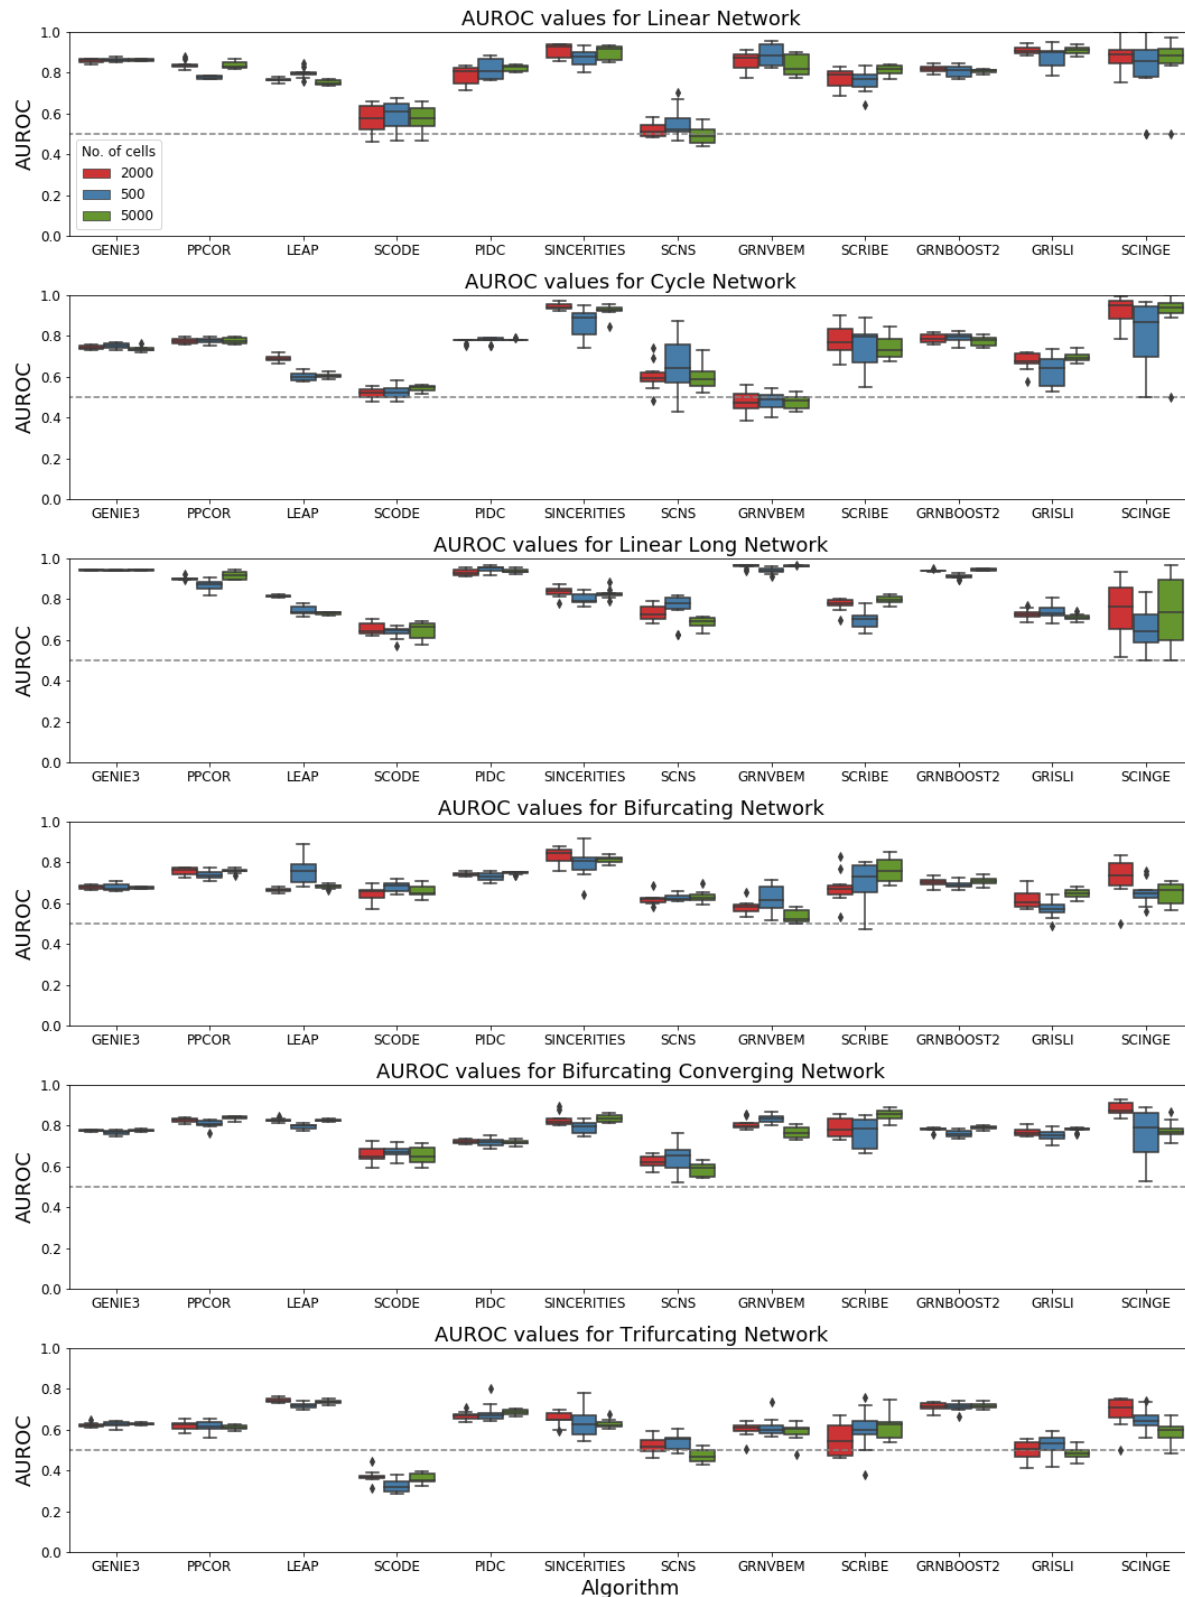 AUROC values for Linear Network
1.0
0.8
0.6
0.4
0.2
0.0
AUROC
No. of cells
2000
500
5000
GENIE3 PPCOR LEAP SCODE PIDC SINCERITIES SCNS GRNVBEM SCRIBE GRNBOOST2 GRISLI SCINGE
AUROC values for Cycle Network
1.0
0.8
0.6
0.4
0.2
0.0
AUROC
GENIE3 PPCOR LEAP SCODE PIDC SINCERITIES SCNS GRNVBEM SCRIBE GRNBOOST2 GRISLI SCINGE
AUROC values for Linear Long Network
1.0
0.8
0.6
0.4
0.2
0.0
AUROC
GENIE3 PPCOR LEAP SCODE PIDC SINCERITIES SCNS GRNVBEM SCRIBE GRNBOOST2 GRISLI SCINGE
AUROC values for Bifurcating Network
1.0
0.8
0.6
0.4
0.2
0.0
AUROC
GENIE3 PPCOR LEAP SCODE PIDC SINCERITIES SCNS GRNVBEM SCRIBE GRNBOOST2 GRISLI SCINGE
AUROC values for Bifurcating Converging Network
1.0
0.8
0.6
0.4
0.2
0.0
AUROC
GENIE3 PPCOR LEAP SCODE PIDC SINCERITIES SCNS GRNVBEM SCRIBE GRNBOOST2 GRISLI SCINGE
AUROC values for Trifurcating Network
1.0
0.8
0.6
0.4
0.2
0.0
AUROC
GENIE3 PPCOR LEAP SCODE PIDC SINCERITIES SCNS GRNVBEM SCRIBE GRNBOOST2 GRISLI SCINGE
Algorithm